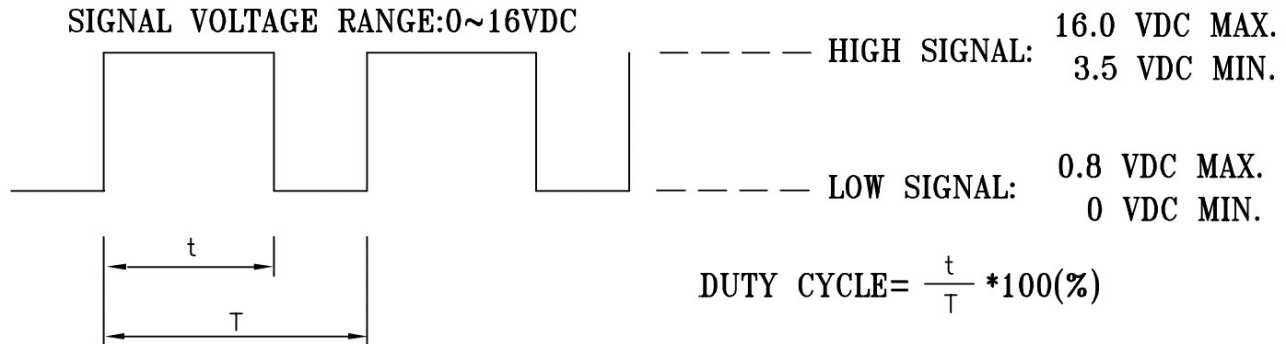 SIGNAL VOLTAGE RANGE:0~16VDC
HIGH SIGNAL: 16.0 VDC MAX.
3.5 VDC MIN.
LOW SIGNAL: 0.8 VDC MAX.
0 VDC MIN.
t
T
DUTY CYCLE= t/T *100(%)